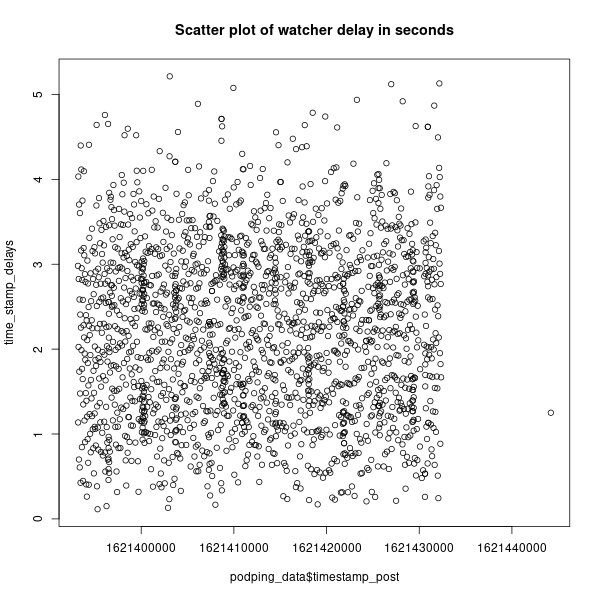 Scatter plot of watcher delay in seconds
time_stamp_delays
5
4
3
2
1
0
1621400000 1621410000 1621420000 1621430000 1621440000
podping_data$timestamp_post